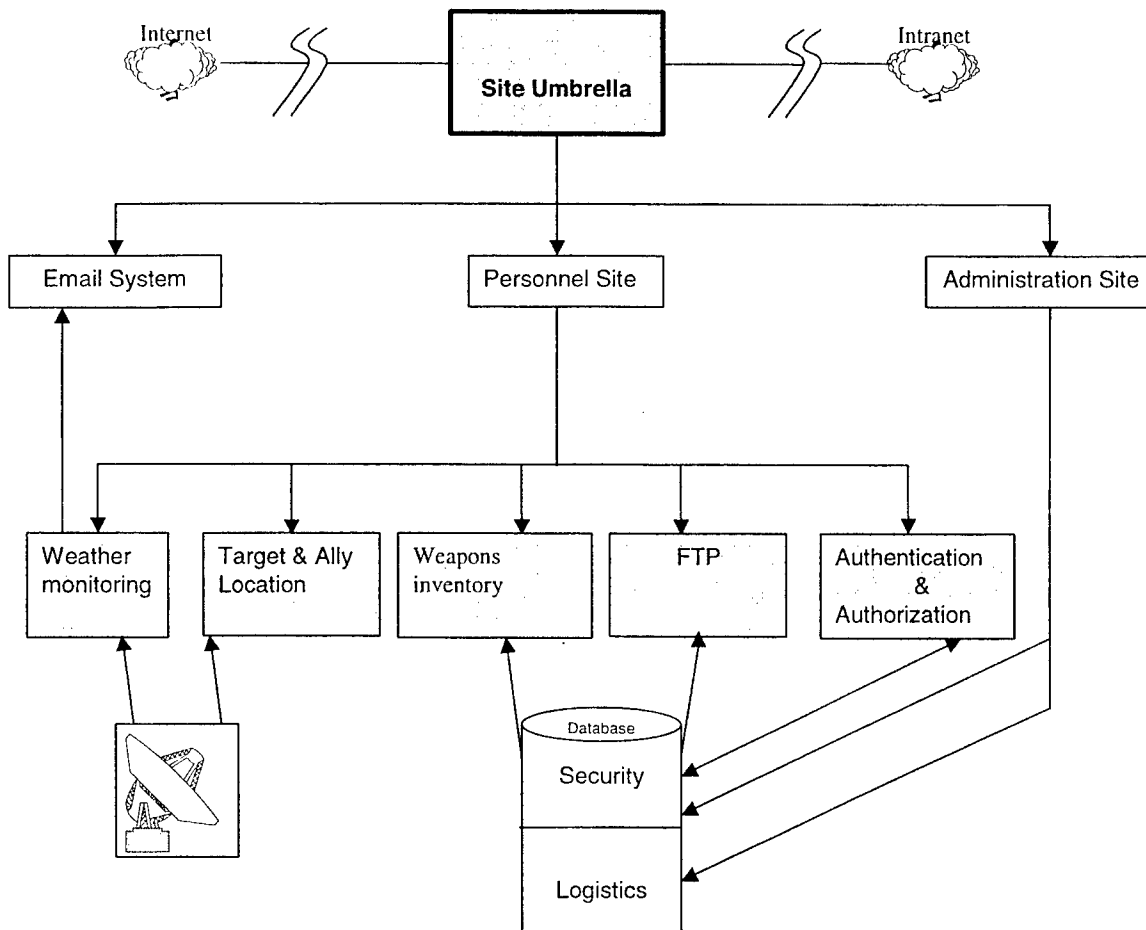 Internet
Intranet
Site Umbrella
Email System
Personnel Site
Administration Site
Weather
monitoring
Target & Ally
Location
Weapons
inventory
FTP
Authentication
&
Authorization
Database
Security
Logistics